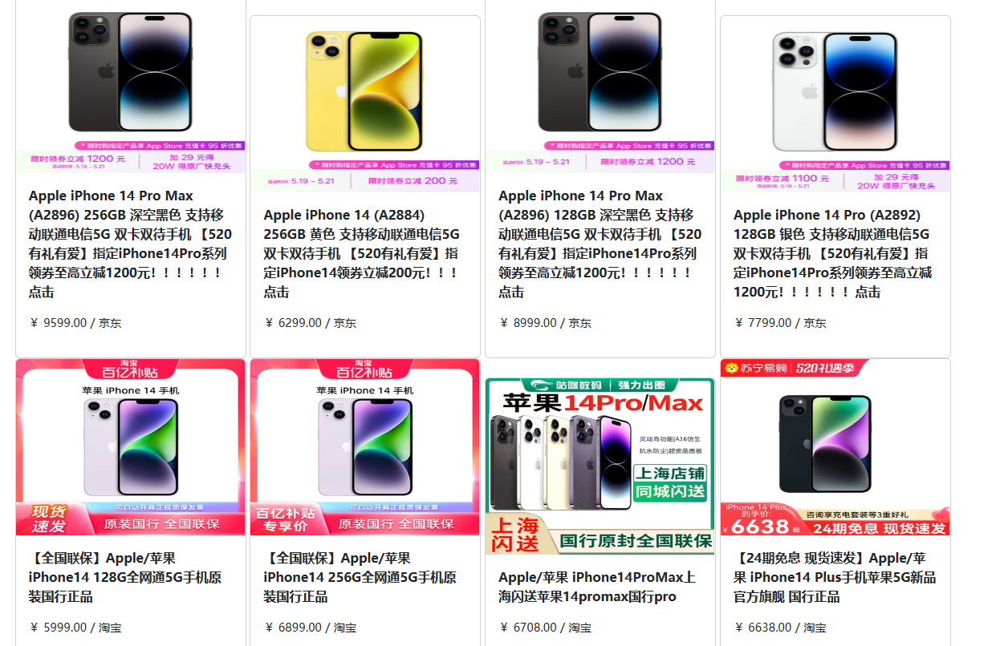 * 限时购指定产品享 App Store 充值卡 95 折优惠
限时领券立减 1200 元
活动时间: 5.19 – 5.21
加 29 元得
20W 得原厂快充头
Apple iPhone 14 Pro Max
(A2896) 256GB 深空黑色 支持移
动联通电信5G 双卡双待手机 【520
有礼有爱】指定iPhone14Pro系列
领券至高立减1200元！！！！！！
点击
￥ 9599.00 / 京东
* 限时购指定产品享 App Store 充值卡 95 折优惠
活动时间: 5.19 – 5.21
限时领券立减 200 元
Apple iPhone 14 (A2884)
256GB 黄色 支持移动联通电信5G
双卡双待手机 【520有礼有爱】指
定iPhone14领券立减200元！！！
点击
￥ 6299.00 / 京东
* 限时购指定产品享 App Store 充值卡 95 折优惠
活动时间: 5.19 – 5.21
限时领券立减 1200 元
Apple iPhone 14 Pro Max
(A2896) 128GB 深空黑色 支持移
动联通电信5G 双卡双待手机 【520
有礼有爱】指定iPhone14Pro系列
领券至高立减1200元！！！！！！
点击
￥ 8999.00 / 京东
* 限时购指定产品享 App Store 充值卡 95 折优惠
限时领券立减 1100 元
活动时间: 5.19 – 5.21
加 29 元得
20W 得原厂快充头
Apple iPhone 14 Pro (A2892)
128GB 银色 支持移动联通电信5G
双卡双待手机 【520有礼有爱】指
定iPhone14Pro系列领券至高立减
1200元！！！！！！点击
￥ 7799.00 / 京东
淘宝
百亿补贴
苹果 iPhone 14 手机
现货
速发
可自动开具正规质保发票
原装国行 全国联保
【全国联保】Apple/苹果
iPhone14 128G全网通5G手机原
装国行正品
￥ 5999.00 / 淘宝
淘宝
百亿补贴
苹果 iPhone 14 手机
百亿补贴
专享价
可自动开具正规质保发票
原装国行 全国联保
【全国联保】Apple/苹果
iPhone14 256G全网通5G手机原
装国行正品
￥ 6899.00 / 淘宝
咕咪数码 | 强力出圈
苹果14Pro/Max
灵动岛功能|A16仿生
抗水防尘|超瓷晶面板
上海店铺
同城闪送
上海
闪送
国行原封全国联保
Apple/苹果 iPhone14ProMax上
海闪送苹果14promax国行pro
￥ 6708.00 / 淘宝
苏宁易购 | 520礼遇季
iPhone 14 Plus
到手价:
￥6638起
咨询享充电套装等3重好礼
24期免息 现货速发
【24期免息 现货速发】Apple/苹
果 iPhone14 Plus手机苹果5G新品
官方旗舰 国行正品
￥ 6638.00 / 淘宝